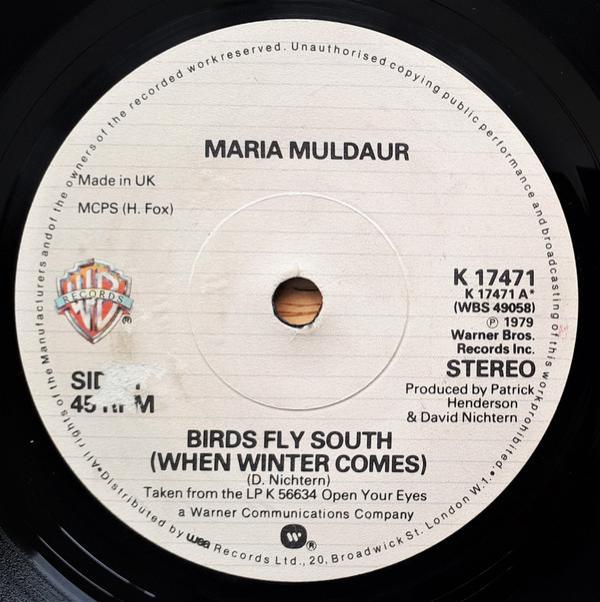 All rights of the Manufacturers and of the owners of the recorded work reserved. Unauthorised copying public performance and broadcasting of this work prohibited.
MARIA MULDAUR
Made in UK
MCPS (H. Fox)
RECORDS
®
K 17471
K 17471 A*
(WBS 49058)
℗ 1979
Warner Bros.
Records Inc.
STEREO
Produced by Patrick
Henderson
& David Nichtern
45 RPM
BIRDS FLY SOUTH
(WHEN WINTER COMES)
(D. Nichtern)
Taken from the LP K 56634 Open Your Eyes
a Warner Communications Company
®
•Distributed by wea Records Ltd., 20, Broadwick St. London W.1.•